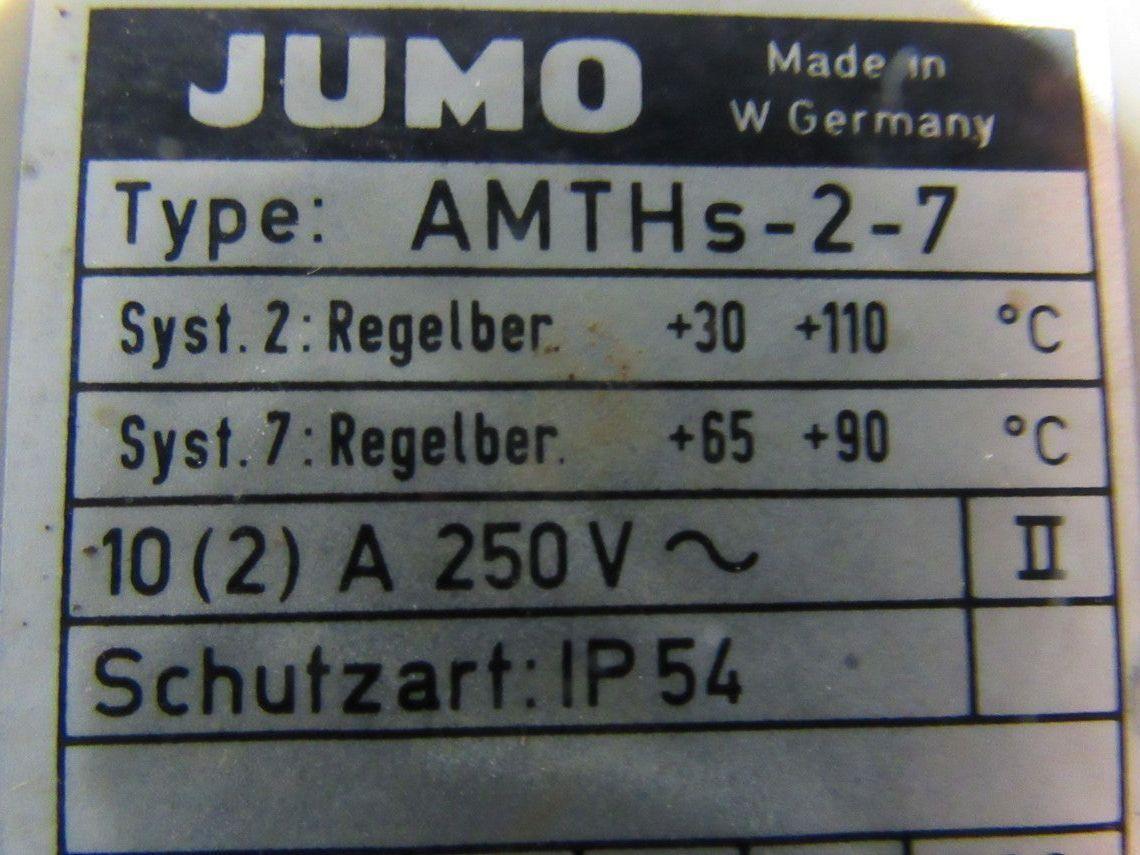 JUMO
Made in
W Germany
Type: AMTHs-2-7
Syst. 2: Regelber. +30 +110 °C
Syst. 7: Regelber. +65 +90 °C
10 (2) A 250 V ~ II
Schutzart: IP 54